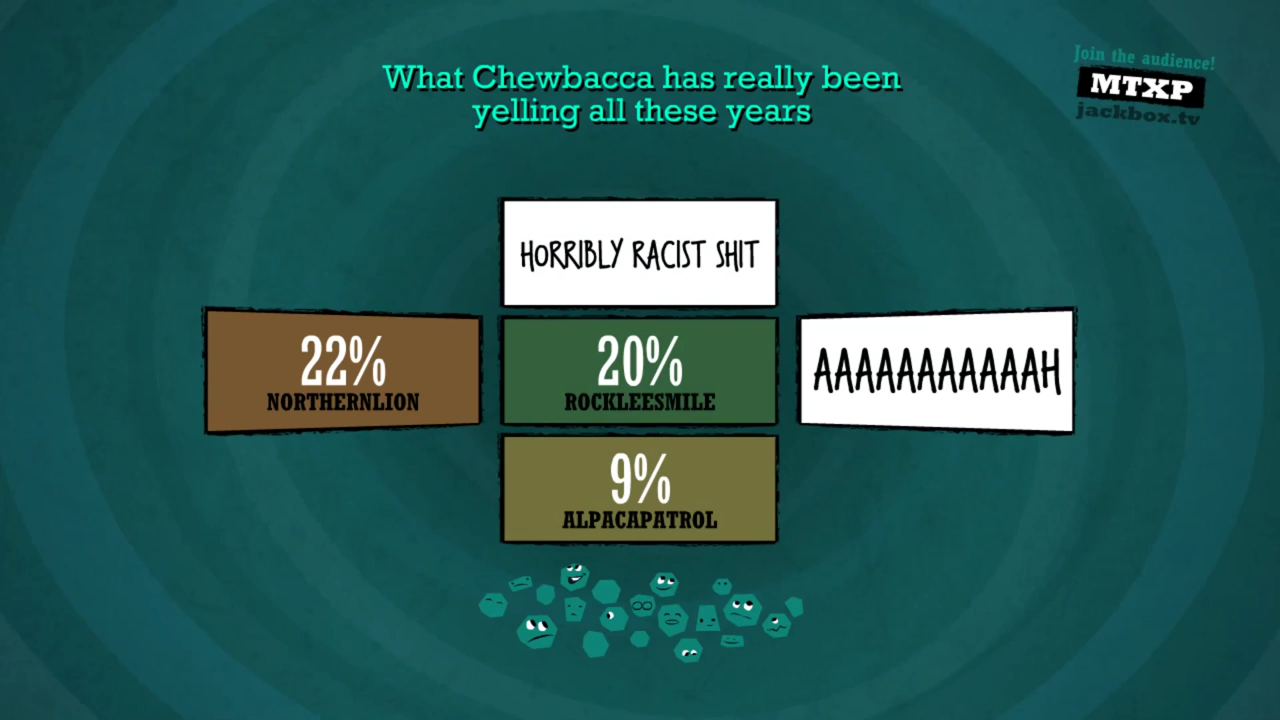 What Chewbacca has really been
yelling all these years
Join the audience!
MTXP
jackbox.tv
HORRIBLY RACIST SHIT
22%
NORTHERNLION
20%
ROCKLEESMILE
AAAAAAAAAAAAH
9%
ALPACAPATROL